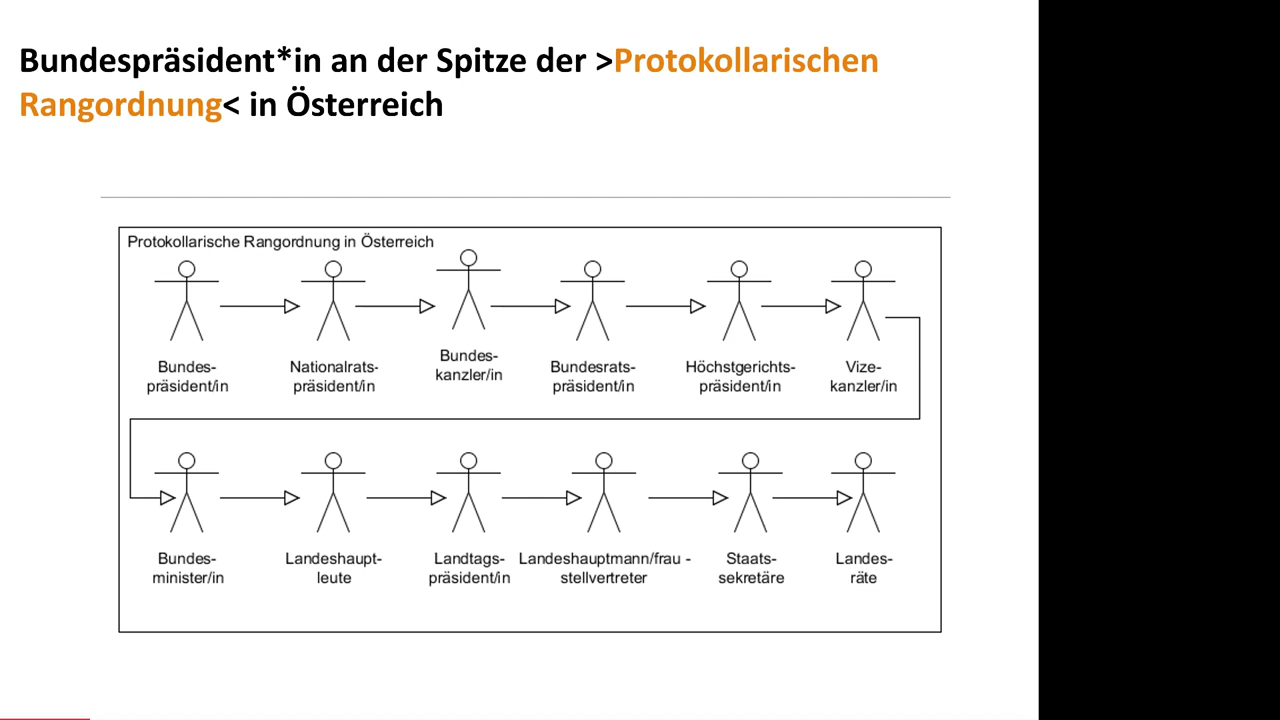 Bundespräsident*in an der Spitze der >Protokollarischen
Rangordnung< in Österreich
Protokollarische Rangordnung in Österreich
Bundes-
präsident/in
Nationalrats-
präsident/in
Bundes-
kanzler/in
Bundesrats-
präsident/in
Höchstgerichts-
präsident/in
Vize-
kanzler/in
Bundes-
minister/in
Landeshaupt-
leute
Landtags-
präsident/in
Landeshauptmann/frau -
stellvertreter
Staats-
sekretäre
Landes-
räte